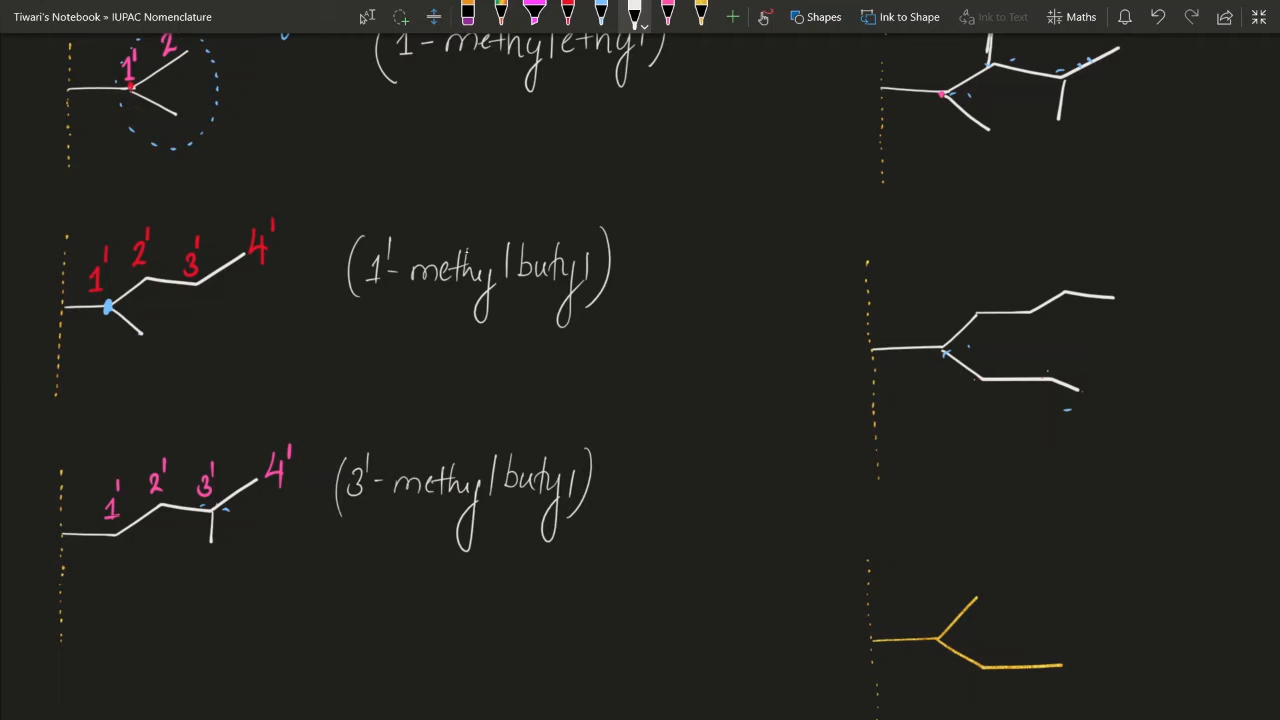 Tiwari's Notebook » IUPAC Nomenclature
Shapes
Ink to Shape
Ink to Text
Maths
1' 2'
(1'- methylethyl)
1' 2' 3' 4'
(1'- methylbutyl)
1' 2' 3' 4'
(3'- methylbutyl)